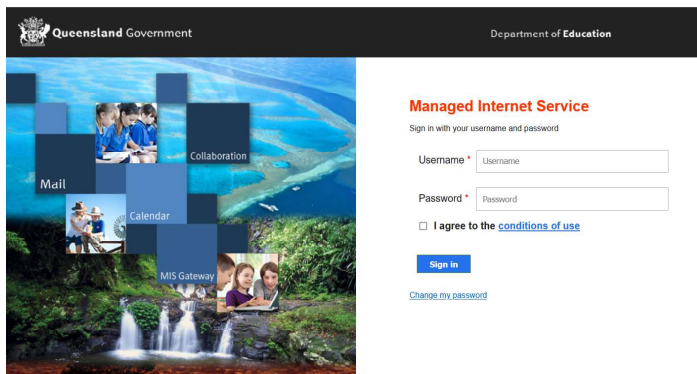 Queensland Government
Department of Education
Collaboration
Mail
Calendar
MIS Gateway
Managed Internet Service
Sign in with your username and password
Username *
Username
Password *
Password
I agree to the conditions of use
Sign in
Change my password